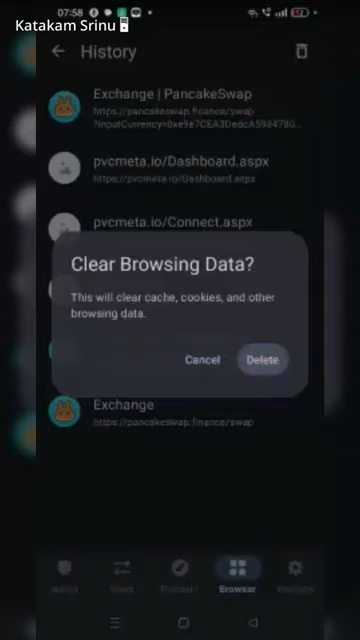 07:58
Katakam Srinu
History
Exchange | PancakeSwap
https://pancakeswap.finance/swap
pvcmeta.io/Dashboard.aspx
https://pvcmeta.io/Dashboard.aspx
pvcmeta.io/Connect.aspx
Clear Browsing Data?
This will clear cache, cookies, and other
browsing data.
Cancel Delete
Exchange
https://pancakeswap.finance/swap
Browser